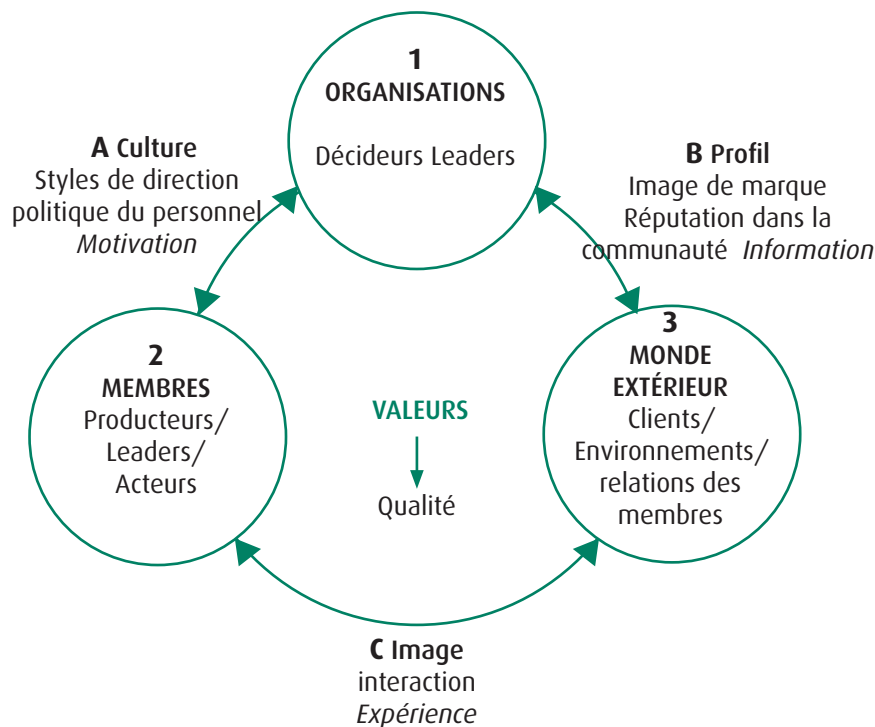 1
ORGANISATIONS
Décideurs Leaders
A Culture
Styles de direction
politique du personnel
Motivation
B Profil
Image de marque
Réputation dans la
communauté Information
2
MEMBRES
Producteurs/
Leaders/
Acteurs
VALEURS
Qualité
3
MONDE
EXTÉRIEUR
Clients/
Environnements/
relations des
membres
C Image
interaction
Expérience